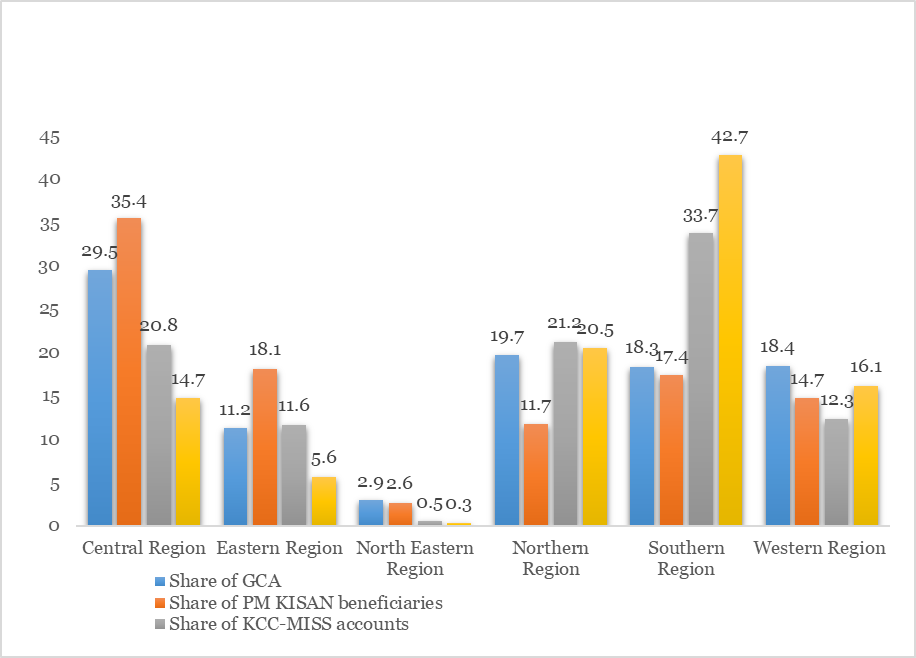 45
40
35
30
25
20
15
10
5
0
29.5 35.4 20.8 14.7
11.2 18.1 11.6 5.6
2.9 2.6 0.5 0.3
19.7 11.7 21.2 20.5
18.3 17.4 33.7 42.7
18.4 14.7 12.3 16.1
Central Region
Eastern Region
North Eastern
Region
Northern
Region
Southern
Region
Western Region
Share of GCA
Share of PM KISAN beneficiaries
Share of KCC-MISS accounts